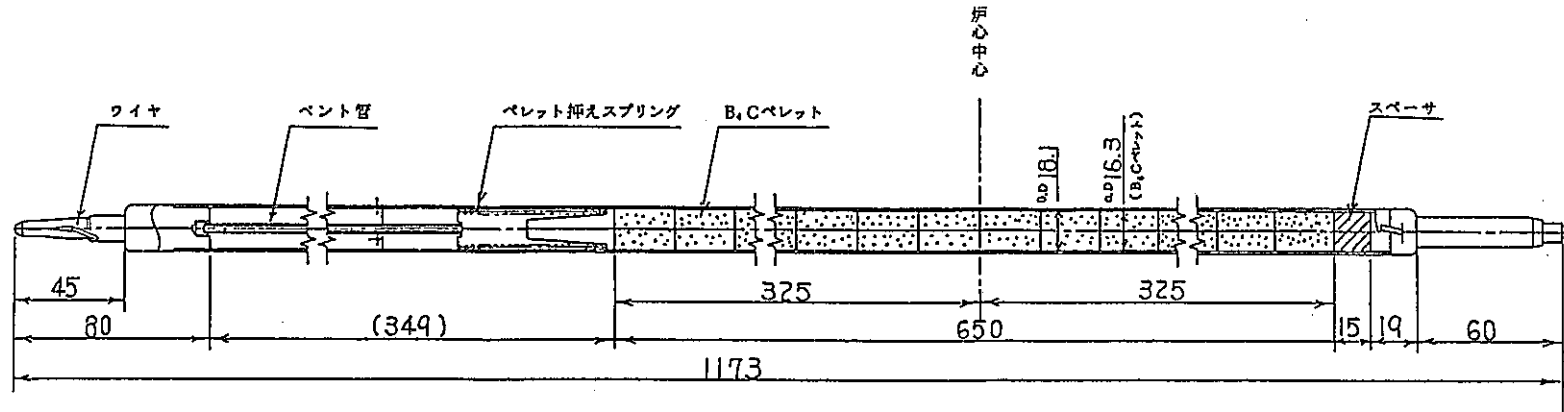 炉心中心
ワイヤ
ベント管
ペレット抑えスプリング
B₄Cペレット
スペーサ
O.D 18.1
O.D 16.3
(B₄Cペレット)
45
325
325
80
(349)
650
15
19
60
1173